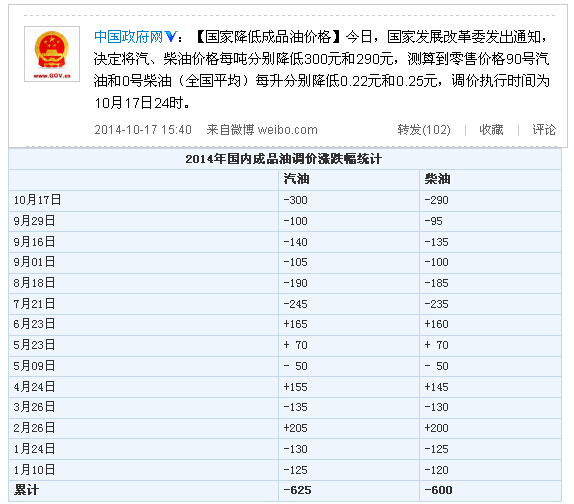 中国政府网V：【国家降低成品油价格】今日，国家发展改革委发出通知，
决定将汽、柴油价格每吨分别降低300元和290元，测算到零售价格90号汽
油和0号柴油（全国平均）每升分别降低0.22元和0.25元，调价执行时间为
10月17日24时。
www.GOV.cn
2014-10-17 15:40 来自微博 weibo.com 转发(102) | 收藏 | 评论
2014年国内成品油调价涨跌幅统计
汽油 柴油
10月17日 -300 -290
9月29日 -100 -95
9月16日 -140 -135
9月01日 -105 -100
8月18日 -190 -185
7月21日 -245 -235
6月23日 +165 +160
5月23日 + 70 + 70
5月09日 - 50 - 50
4月24日 +155 +145
3月26日 -135 -130
2月26日 +205 +200
1月24日 -130 -125
1月10日 -125 -120
累计 -625 -600